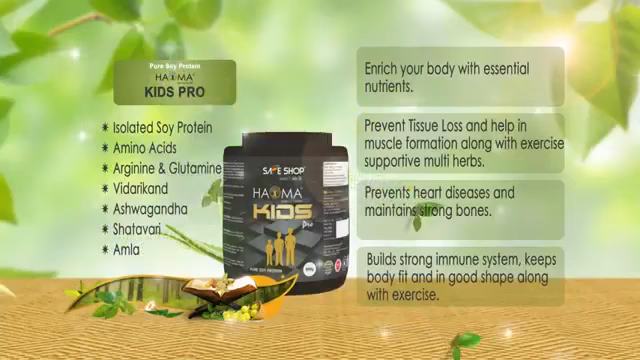 Pure Soy Protein
HAOMA
KIDS PRO
* Isolated Soy Protein
* Amino Acids
* Arginine & Glutamine
* Vidarikand
* Ashwagandha
* Shatavari
* Amla
SAFE SHOP
HAOMA
KIDS
Pro
PURE SOY PROTEIN
Enrich your body with essential
nutrients.
Prevent Tissue Loss and help in
muscle formation along with exercise
supportive multi herbs.
Prevents heart diseases and
maintains strong bones.
Builds strong immune system, keeps
body fit and in good shape along
with exercise.